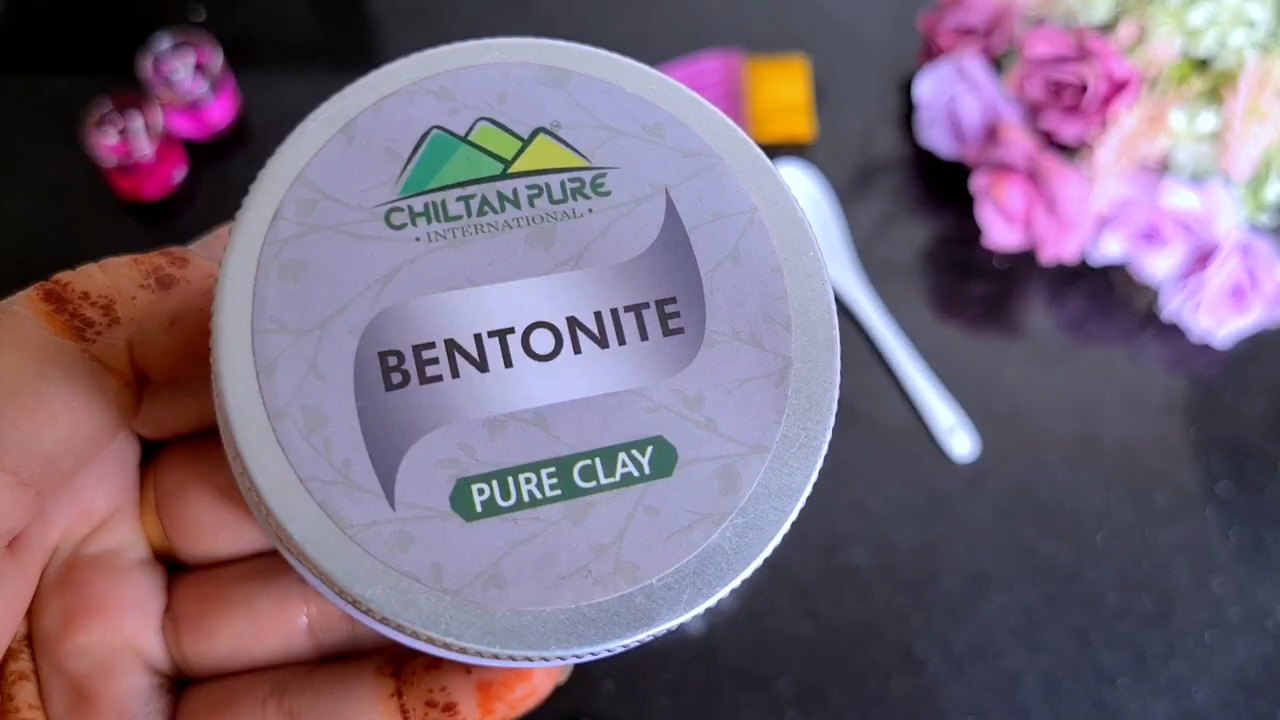 CHILTAN PURE
• INTERNATIONAL •
BENTONITE
PURE CLAY